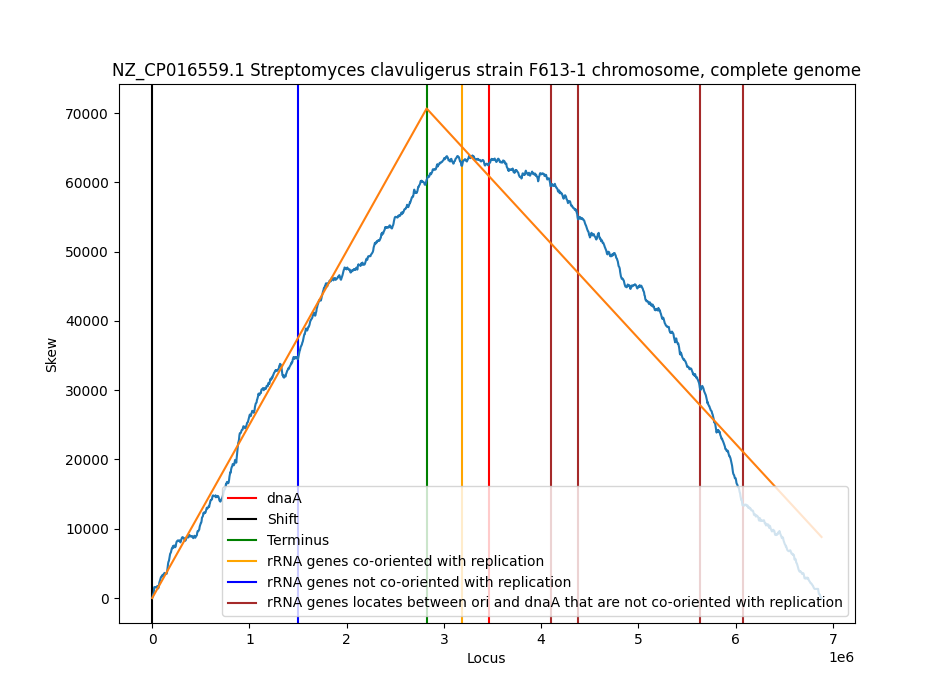 NZ_CP016559.1 Streptomyces clavuligerus strain F613-1 chromosome, complete genome
70000
60000
50000
40000
30000
20000
10000
0
Skew
dnaA
Shift
Terminus
rRNA genes co-oriented with replication
rRNA genes not co-oriented with replication
rRNA genes locates between ori and dnaA that are not co-oriented with replication
0 1 2 3 4 5 6 7
1e6
Locus